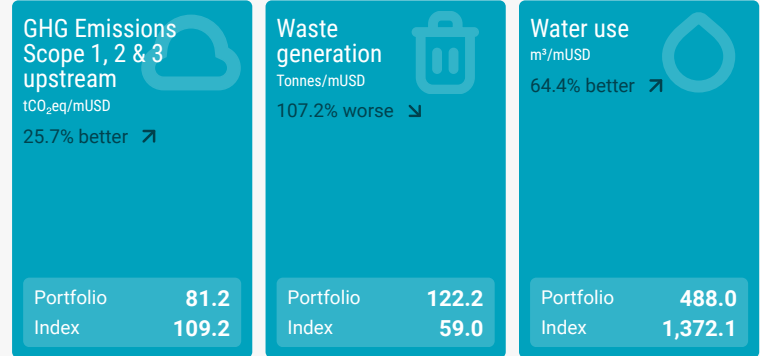 GHG Emissions
Scope 1, 2 & 3
upstream
tCO₂eq/mUSD
25.7% better
Portfolio 81.2
Index 109.2
Waste
generation
Tonnes/mUSD
107.2% worse
Portfolio 122.2
Index 59.0
Water use
m³/mUSD
64.4% better
Portfolio 488.0
Index 1,372.1